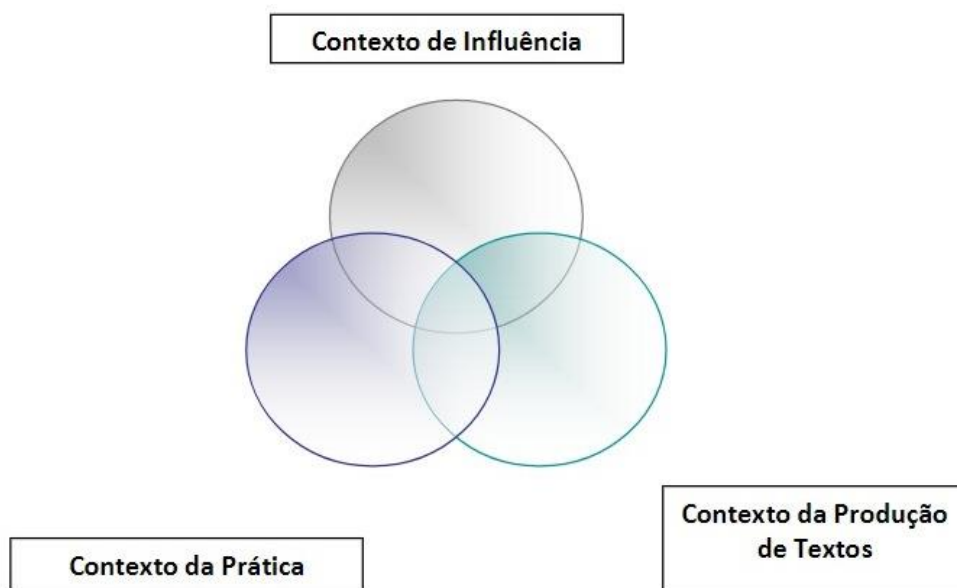 Contexto de Influência
Contexto da Produção
de Textos
Contexto da Prática